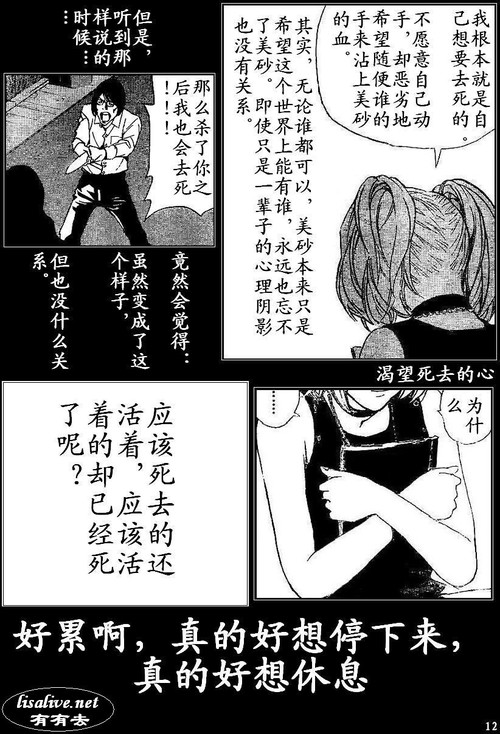 我根本就是自
己想要去死的。
不愿意自己动
手，却恶劣地
希望随便谁的
手来沾上美砂
的血。
其实，无论谁都可以，美砂本来只是
希望这个世界上能有谁，永远也忘不
了美砂。即使只是一辈子的心理阴影
也没有关系。
但是，
听到那
样说的
时候：：
那么杀了你之
后我也会去死
！！！
竟然会觉得：
虽然变成了这
个样子，
但也没什么关
系。
渴望死去的心
为什
么
应该死去的还
活着，应该活
着的却已经死
了呢？
好累啊，真的好想停下来，
真的好想休息
lisalive.net
有有去
12